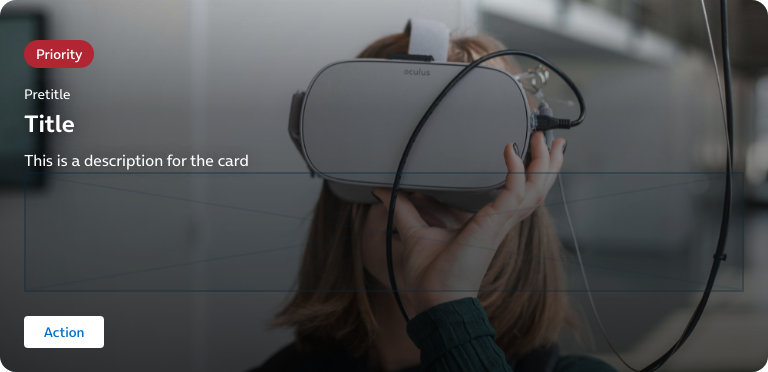 Priority
Pretitle
Title
This is a description for the card
oculus
Action